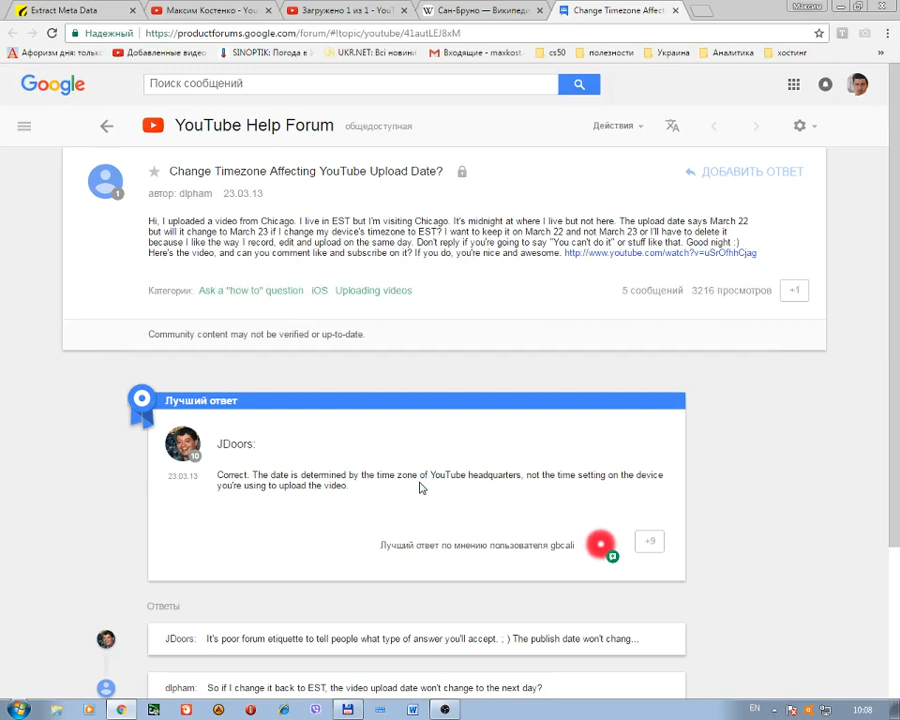 Extract Meta Data
Максим Костенко - Yo
Загружено 1 из 1 - YouT
Сан-Бруно — Википед
Change Timezone Affecti
Максим
Надежный
https://productforums.google.com/forum/#!topic/youtube/41autLEJ8xM
Афоризм дня: только
Добавленные видео
SINOPTIK: Погода в
UKR.NET: Всі новини
Входящие - maxkost
cs50
полезности
Украина
Аналитика
хостинг
Google
Поиск сообщений
YouTube Help Forum
общедоступная
Действия
Change Timezone Affecting YouTube Upload Date?
ДОБАВИТЬ ОТВЕТ
1
автор: dlpham 23.03.13
Hi, I uploaded a video from Chicago. I live in EST but I'm visiting Chicago. It's midnight at where I live but not here. The upload date says March 22
but will it change to March 23 if I change my device's timezone to EST? I want to keep it on March 22 and not March 23 or I'll have to delete it
because I like the way I record, edit and upload on the same day. Don't reply if you're going to say "You can't do it" or stuff like that. Good night :)
Here's the video, and can you comment like and subscribe on it? If you do, you're nice and awesome. http://www.youtube.com/watch?v=uSrOfhhCjag
Категории: Ask a "how to" question iOS Uploading videos
5 сообщений 3216 просмотров
+1
Community content may not be verified or up-to-date.
Лучший ответ
JDoors:
10
23.03.13
Correct. The date is determined by the time zone of YouTube headquarters, not the time setting on the device
you're using to upload the video.
Лучший ответ по мнению пользователя gbcali
+9
Ответы
JDoors: It's poor forum etiquette to tell people what type of answer you'll accept. ; ) The publish date won't chang...
dlpham: So if I change it back to EST, the video upload date won't change to the next day?
EN
10:08